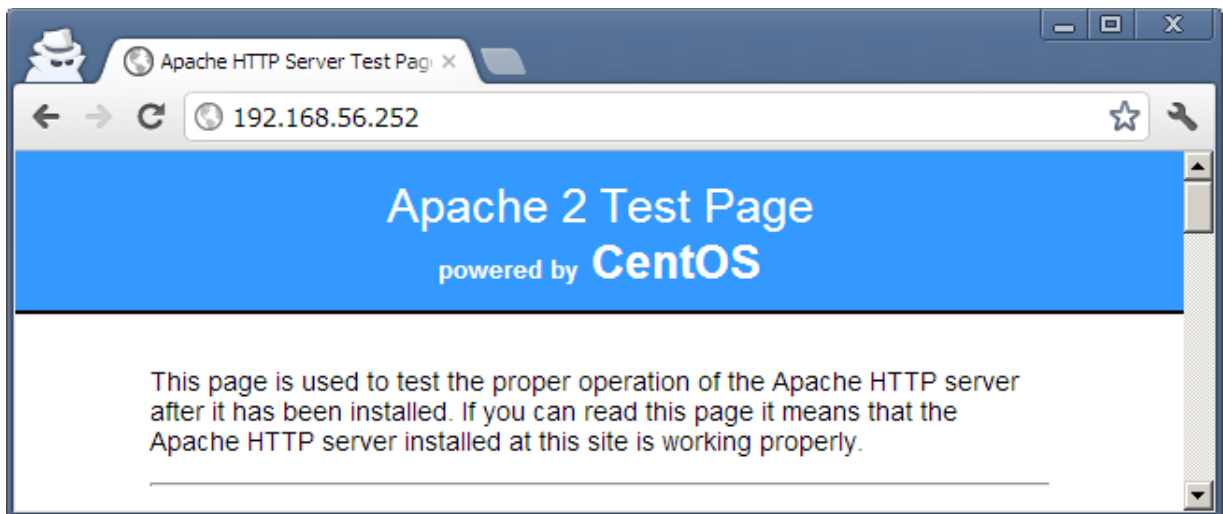 Apache HTTP Server Test Pag
192.168.56.252
Apache 2 Test Page
powered by CentOS
This page is used to test the proper operation of the Apache HTTP server
after it has been installed. If you can read this page it means that the
Apache HTTP server installed at this site is working properly.